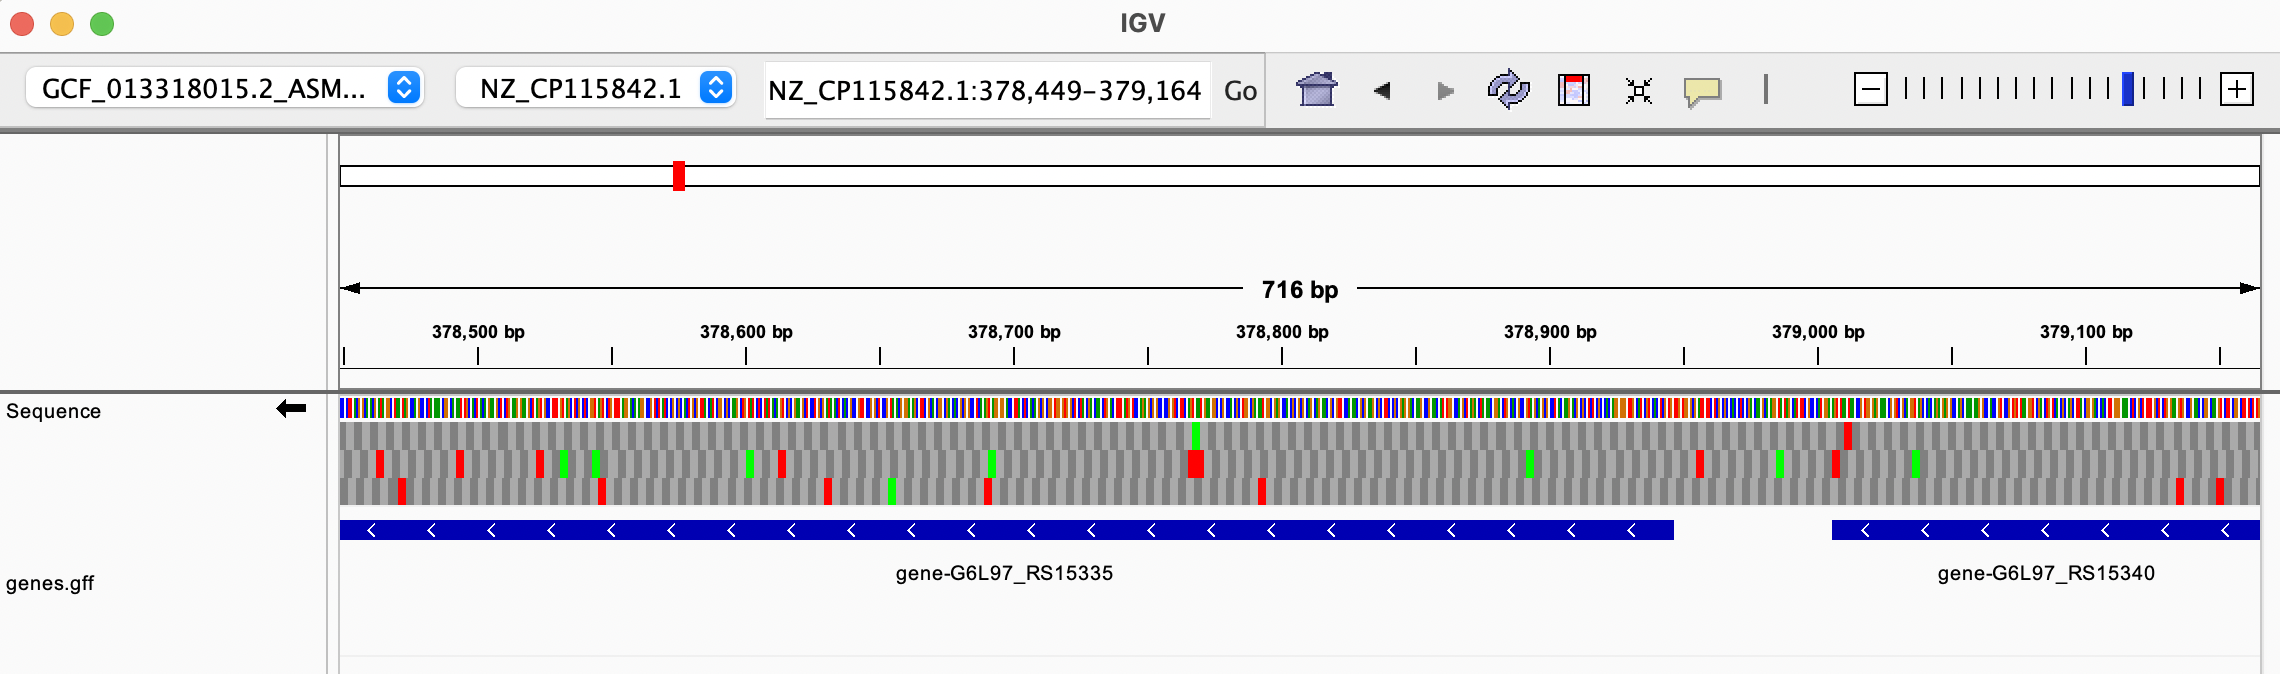 IGV
GCF_013318015.2_ASM... NZ_CP115842.1 NZ_CP115842.1:378,449-379,164 Go
716 bp
378,500 bp 378,600 bp 378,700 bp 378,800 bp 378,900 bp 379,000 bp 379,100 bp
Sequence
gene-G6L97_RS15335 gene-G6L97_RS15340
genes.gff